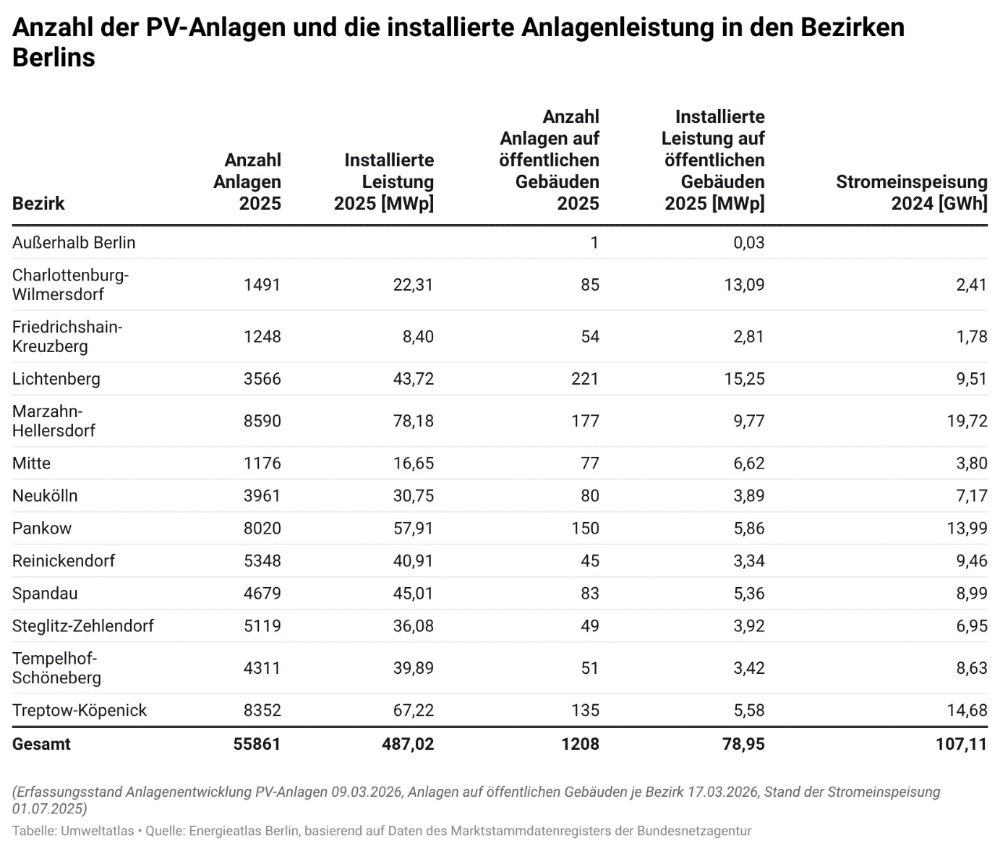 Anzahl der PV-Anlagen und die installierte Anlagenleistung in den Bezirken
Berlins
Bezirk Anzahl Anlagen 2025 Installierte Leistung 2025 [MWp] Anzahl Anlagen auf öffentlichen Gebäuden 2025 Installierte Leistung auf öffentlichen Gebäuden 2025 [MWp] Stromeinspeisung 2024 [GWh]
Außerhalb Berlin 1 0,03
Charlottenburg-
Wilmersdorf 1491 22,31 85 13,09 2,41
Friedrichshain-
Kreuzberg 1248 8,40 54 2,81 1,78
Lichtenberg 3566 43,72 221 15,25 9,51
Marzahn-
Hellersdorf 8590 78,18 177 9,77 19,72
Mitte 1176 16,65 77 6,62 3,80
Neukölln 3961 30,75 80 3,89 7,17
Pankow 8020 57,91 150 5,86 13,99
Reinickendorf 5348 40,91 45 3,34 9,46
Spandau 4679 45,01 83 5,36 8,99
Steglitz-Zehlendorf 5119 36,08 49 3,92 6,95
Tempelhof-
Schöneberg 4311 39,89 51 3,42 8,63
Treptow-Köpenick 8352 67,22 135 5,58 14,68
Gesamt 55861 487,02 1208 78,95 107,11
(Erfassungsstand Anlagenentwicklung PV-Anlagen 09.03.2026, Anlagen auf öffentlichen Gebäuden je Bezirk 17.03.2026, Stand der Stromeinspeisung
01.07.2025)
Tabelle: Umweltatlas • Quelle: Energieatlas Berlin, basierend auf Daten des Marktstammdatenregisters der Bundesnetzagentur